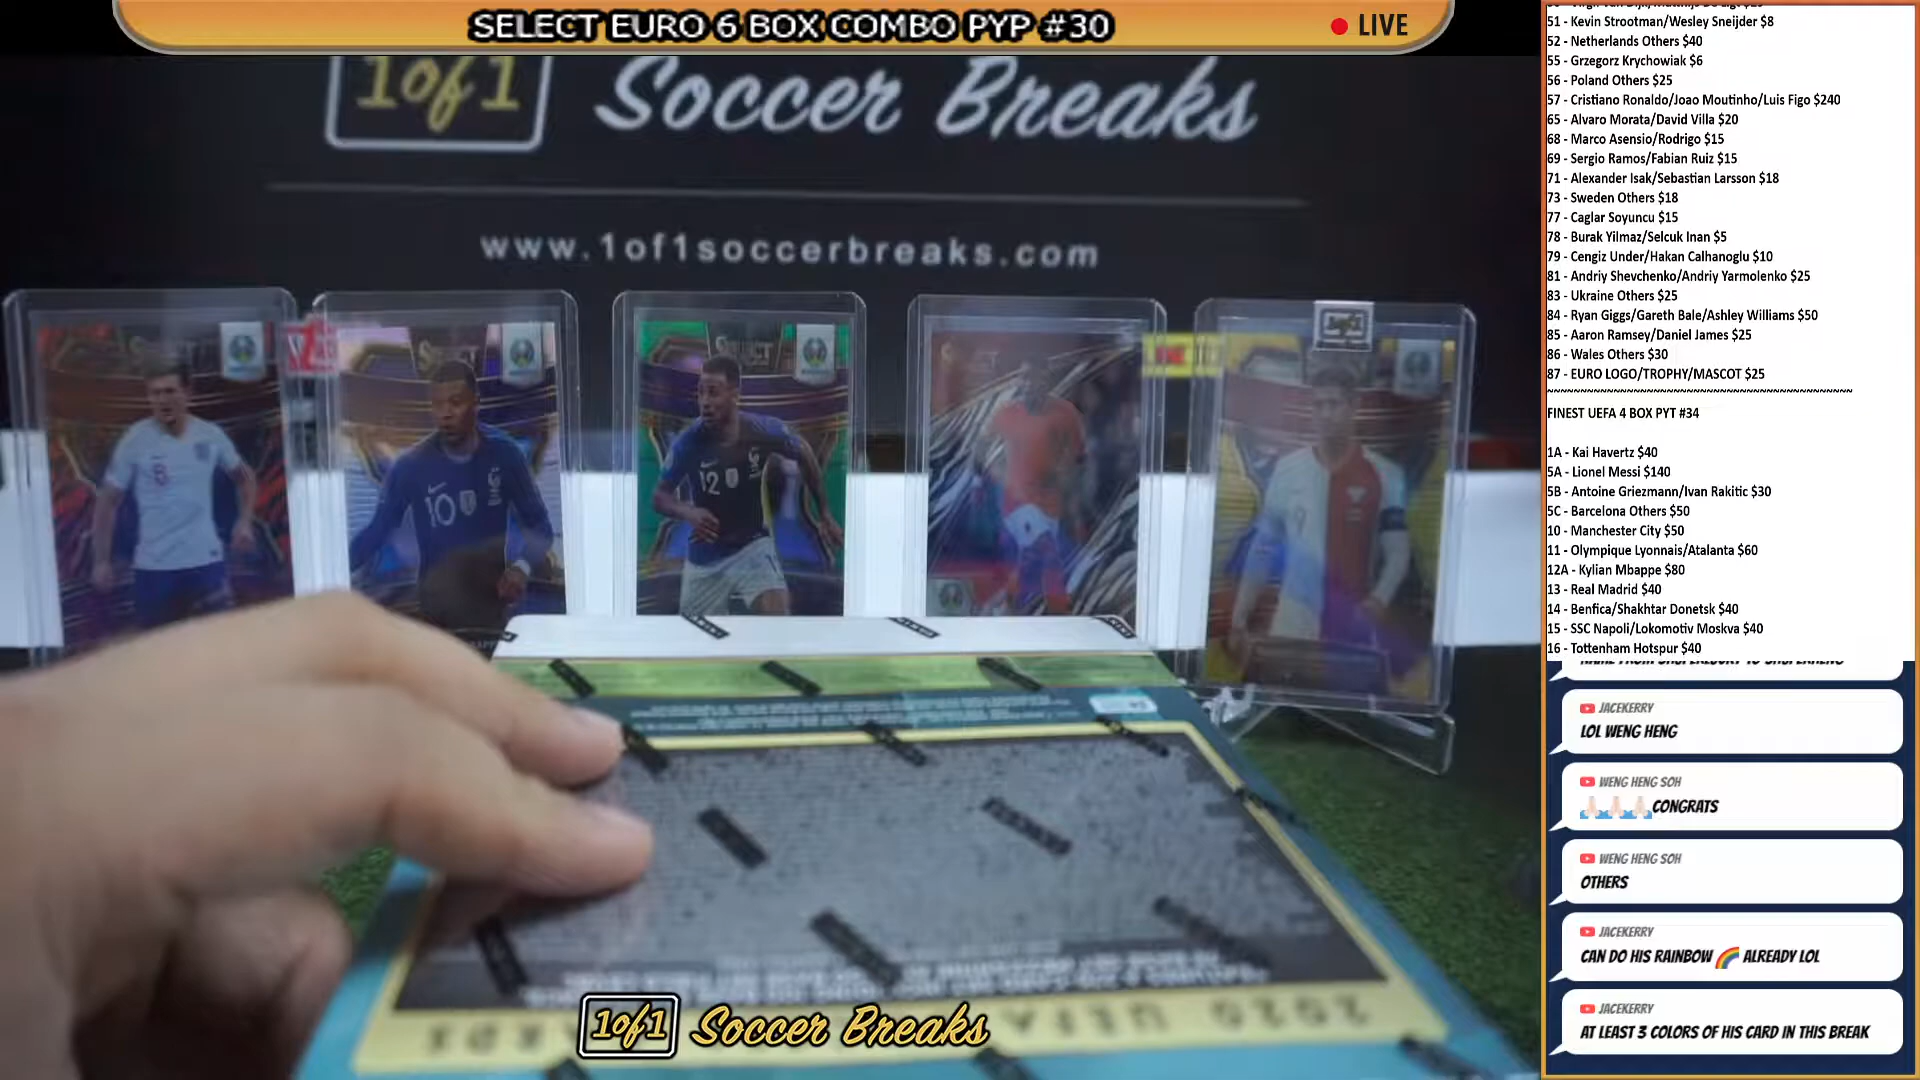 SELECT EURO 6 BOX COMBO PYP #30
LIVE
1of1 Soccer Breaks
www.1of1soccerbreaks.com
SELECT
8
10
12
9
1of1 Soccer Breaks
51 - Kevin Strootman/Wesley Sneijder $8
52 - Netherlands Others $40
55 - Grzegorz Krychowiak $6
56 - Poland Others $25
57 - Cristiano Ronaldo/Joao Moutinho/Luis Figo $240
65 - Alvaro Morata/David Villa $20
68 - Marco Asensio/Rodrigo $15
69 - Sergio Ramos/Fabian Ruiz $15
71 - Alexander Isak/Sebastian Larsson $18
73 - Sweden Others $18
77 - Caglar Soyuncu $15
78 - Burak Yilmaz/Selcuk Inan $5
79 - Cengiz Under/Hakan Calhanoglu $10
81 - Andriy Shevchenko/Andriy Yarmolenko $25
83 - Ukraine Others $25
84 - Ryan Giggs/Gareth Bale/Ashley Williams $50
85 - Aaron Ramsey/Daniel James $25
86 - Wales Others $30
87 - EURO LOGO/TROPHY/MASCOT $25
FINEST UEFA 4 BOX PYT #34
1A - Kai Havertz $40
5A - Lionel Messi $140
5B - Antoine Griezmann/Ivan Rakitic $30
5C - Barcelona Others $50
10 - Manchester City $50
11 - Olympique Lyonnais/Atalanta $60
12A - Kylian Mbappe $80
13 - Real Madrid $40
14 - Benfica/Shakhtar Donetsk $40
15 - SSC Napoli/Lokomotiv Moskva $40
16 - Tottenham Hotspur $40
JACEKERRY
LOL WENG HENG
WENG HENG SOH
🙏🏻🙏🏻🙏🏻CONGRATS
WENG HENG SOH
OTHERS
JACEKERRY
CAN DO HIS RAINBOW 🌈 ALREADY LOL
JACEKERRY
AT LEAST 3 COLORS OF HIS CARD IN THIS BREAK
2020 UEFA